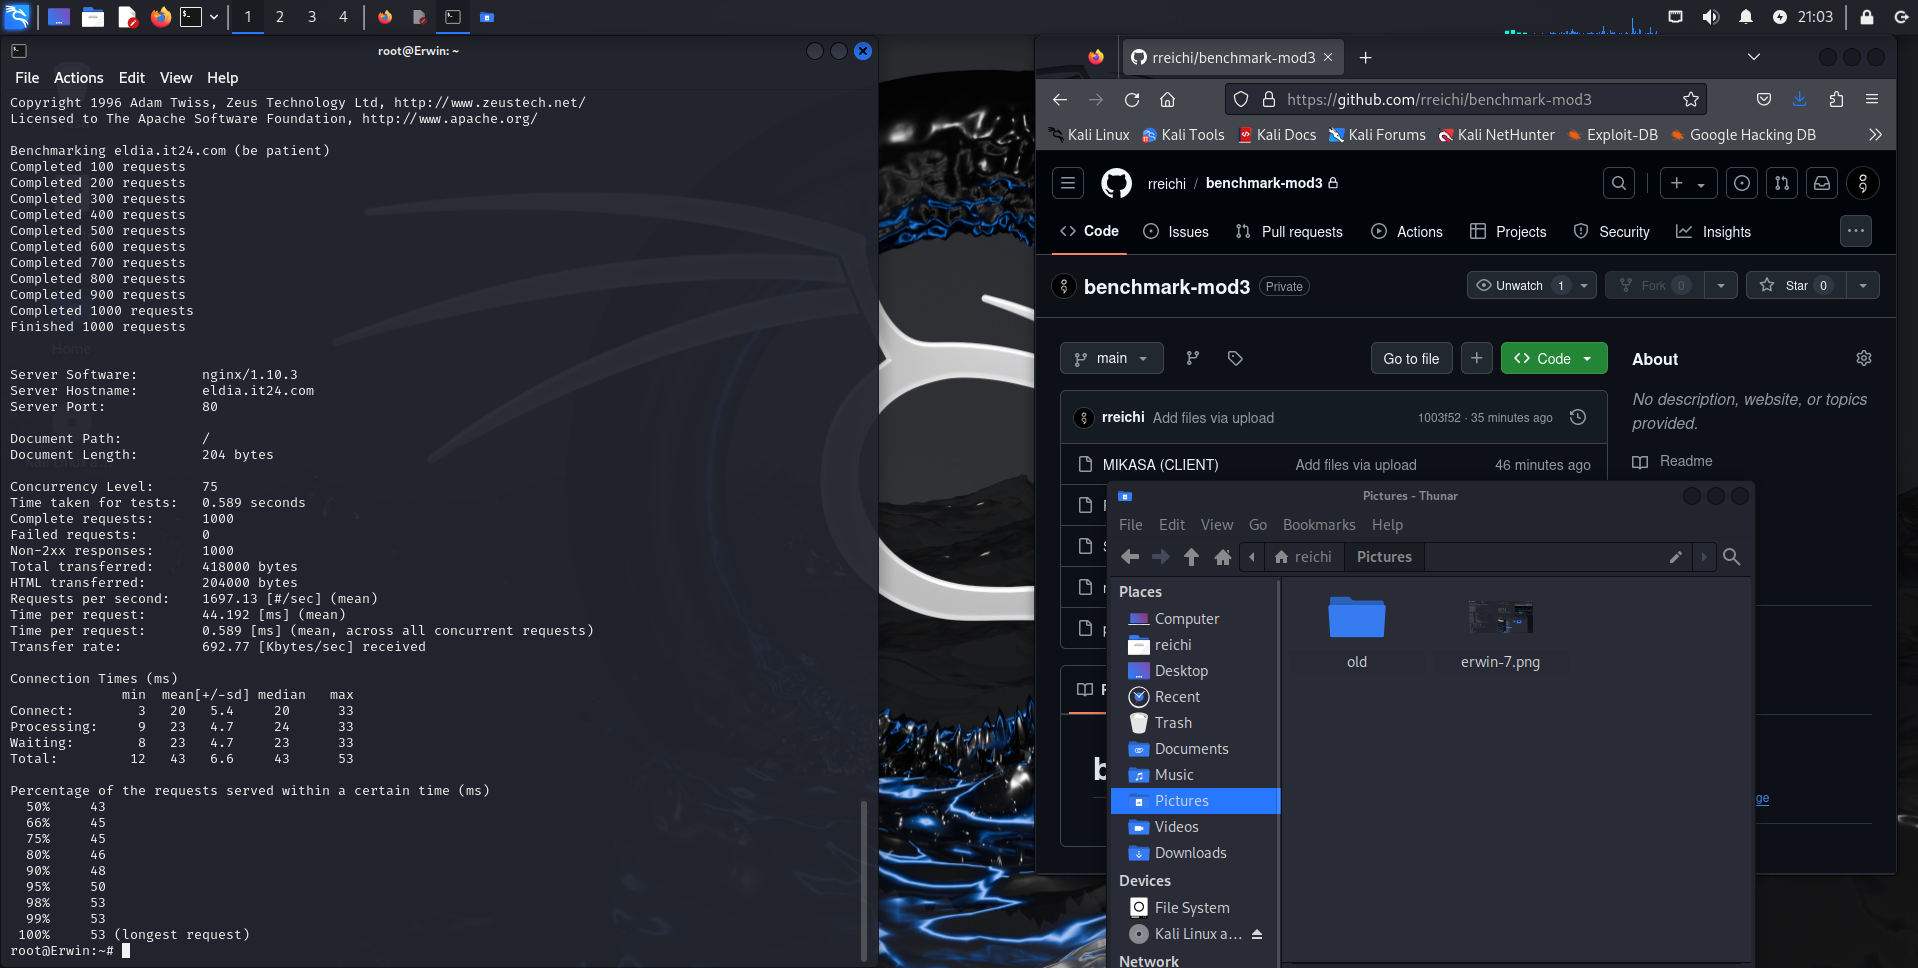 1 2 3 4
21:03
root@Erwin: ~
File Actions Edit View Help
Copyright 1996 Adam Twiss, Zeus Technology Ltd, http://www.zeustech.net/
Licensed to The Apache Software Foundation, http://www.apache.org/
Benchmarking eldia.it24.com (be patient)
Completed 100 requests
Completed 200 requests
Completed 300 requests
Completed 400 requests
Completed 500 requests
Completed 600 requests
Completed 700 requests
Completed 800 requests
Completed 900 requests
Completed 1000 requests
Finished 1000 requests
Home
Server Software: nginx/1.10.3
Server Hostname: eldia.it24.com
Server Port: 80
Document Path: /
Document Length: 204 bytes
Concurrency Level: 75
Time taken for tests: 0.589 seconds
Complete requests: 1000
Failed requests: 0
Non-2xx responses: 1000
Total transferred: 418000 bytes
HTML transferred: 204000 bytes
Requests per second: 1697.13 [#/sec] (mean)
Time per request: 44.192 [ms] (mean)
Time per request: 0.589 [ms] (mean, across all concurrent requests)
Transfer rate: 692.77 [Kbytes/sec] received
Connection Times (ms)
min mean[+/-sd] median max
Connect: 3 20 5.4 20 33
Processing: 9 23 4.7 24 33
Waiting: 8 23 4.7 23 33
Total: 12 43 6.6 43 53
Percentage of the requests served within a certain time (ms)
50% 43
66% 45
75% 45
80% 46
90% 48
95% 50
98% 53
99% 53
100% 53 (longest request)
root@Erwin:~#
rreichi/benchmark-mod3
https://github.com/rreichi/benchmark-mod3
Kali Linux Kali Tools Kali Docs Kali Forums Kali NetHunter Exploit-DB Google Hacking DB
rreichi / benchmark-mod3
Code Issues Pull requests Actions Projects Security Insights
benchmark-mod3 Private
Unwatch 1 Fork 0 Star 0
main Go to file Code
About
No description, website, or topics
provided.
Readme
rreichi Add files via upload 1003f52 · 35 minutes ago
MIKASA (CLIENT) Add files via upload 46 minutes ago
ge
Pictures - Thunar
File Edit View Go Bookmarks Help
reichi Pictures
Places
Computer
reichi
Desktop
Recent
Trash
Documents
Music
Pictures
Videos
Downloads
Devices
File System
Kali Linux a...
Network
old
erwin-7.png